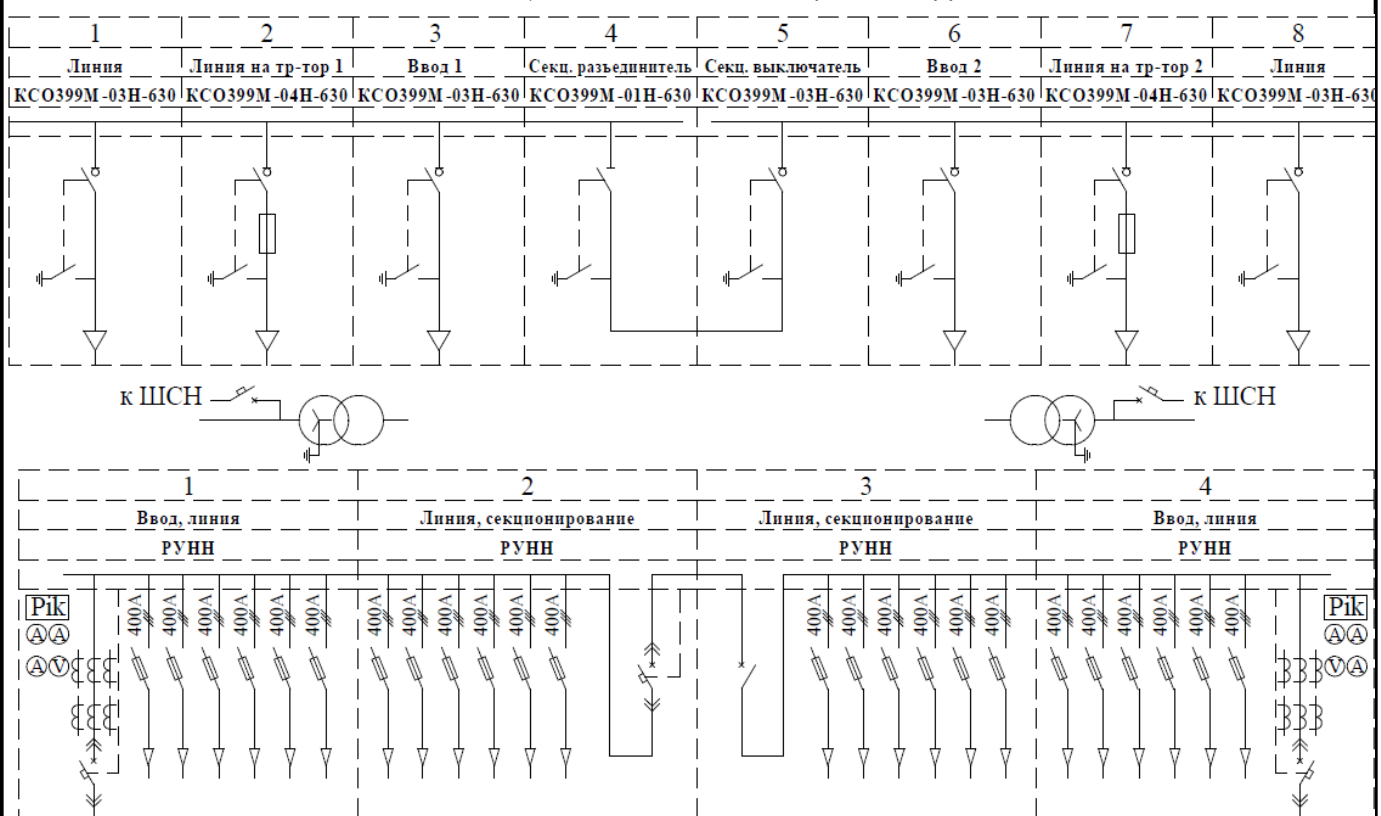 1 2 3 4 5 6 7 8
Линия Линия на тр-тор 1 Ввод 1 Секц. разъединитель Секц. выключатель Ввод 2 Линия на тр-тор 2 Линия
КСО399М-03Н-630 КСО399М-04Н-630 КСО399М-03Н-630 КСО399М-01Н-630 КСО399М-03Н-630 КСО399М-03Н-630 КСО399М-04Н-630 КСО399М-03Н-630
к ШСН к ШСН
1 2 3 4
Ввод, линия Линия, секционирование Линия, секционирование Ввод, линия
РУНН РУНН РУНН РУНН
Pik 400А 400А 400А 400А 400А 400А 400А 400А 400А 400А 400А 400А 400А 400А 400А 400А 400А 400А 400А 400А 400А 400А 400А 400А Pik
A A A A
A V V A